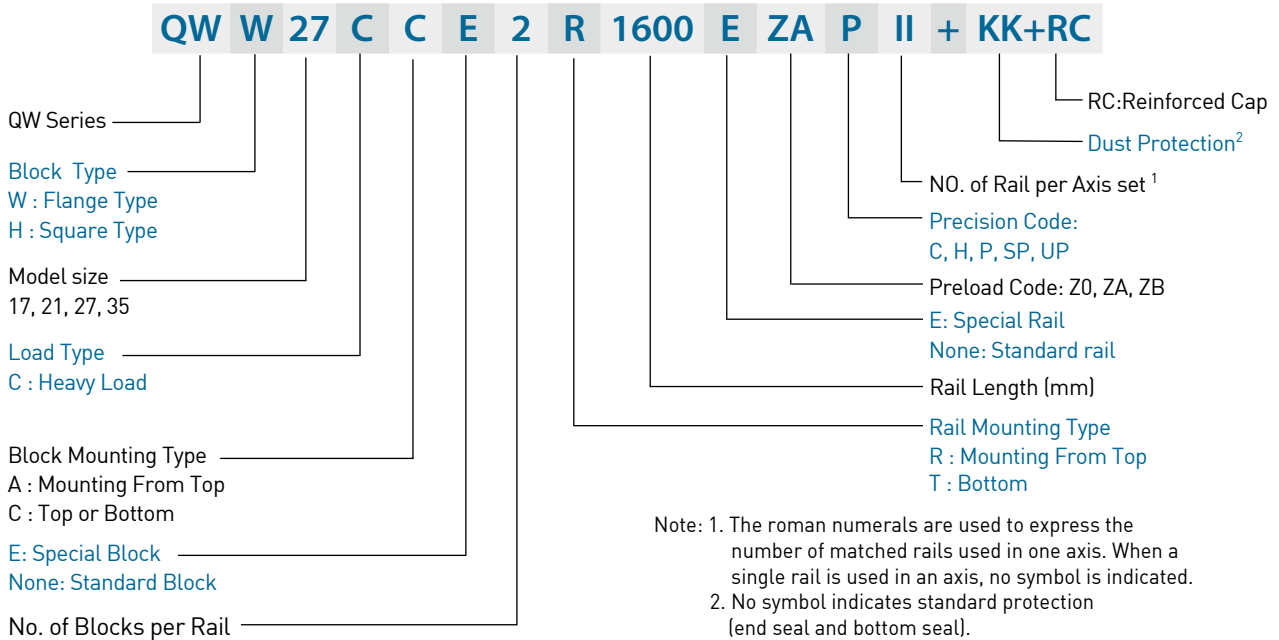 QW W 27 C C E 2 R 1600 E ZA P II + KK+RC
QW Series
Block Type
W : Flange Type
H : Square Type
Model size
17, 21, 27, 35
Load Type
C : Heavy Load
Block Mounting Type
A : Mounting From Top
C : Top or Bottom
E: Special Block
None: Standard Block
No. of Blocks per Rail
RC:Reinforced Cap
Dust Protection2
NO. of Rail per Axis set 1
Precision Code:
C, H, P, SP, UP
Preload Code: Z0, ZA, ZB
E: Special Rail
None: Standard rail
Rail Length (mm)
Rail Mounting Type
R : Mounting From Top
T : Bottom
Note: 1. The roman numerals are used to express the
number of matched rails used in one axis. When a
single rail is used in an axis, no symbol is indicated.
2. No symbol indicates standard protection
(end seal and bottom seal).